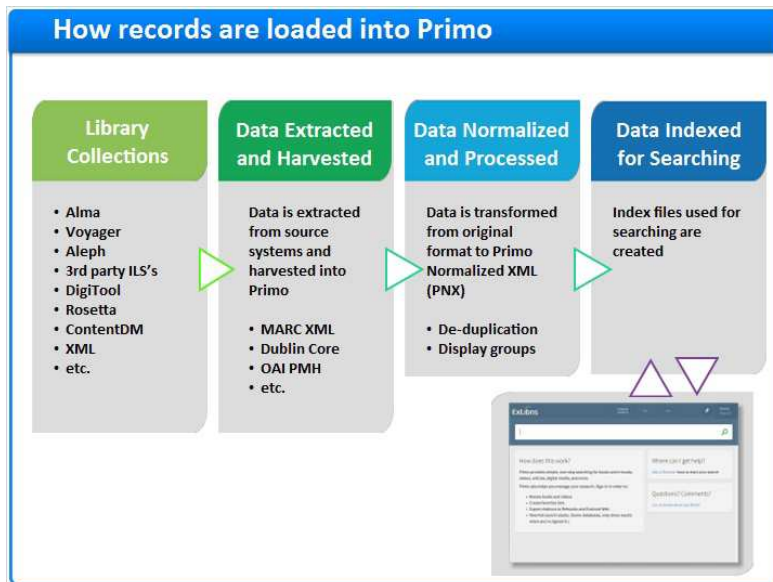 How records are loaded into Primo
Library
Collections
• Alma
• Voyager
• Aleph
• 3rd party ILS's
• DigiTool
• Rosetta
• ContentDM
• XML
• etc.
Data Extracted
and Harvested
Data is extracted
from source
systems and
harvested into
Primo
• MARC XML
• Dublin Core
• OAI PMH
• etc.
Data Normalized
and Processed
Data is transformed
from original
format to Primo
Normalized XML
(PNX)
• De-duplication
• Display groups
Data Indexed
for Searching
Index files used for
searching are
created
ExLibris
How does this work?
Where can I get help?
Questions? Comments?